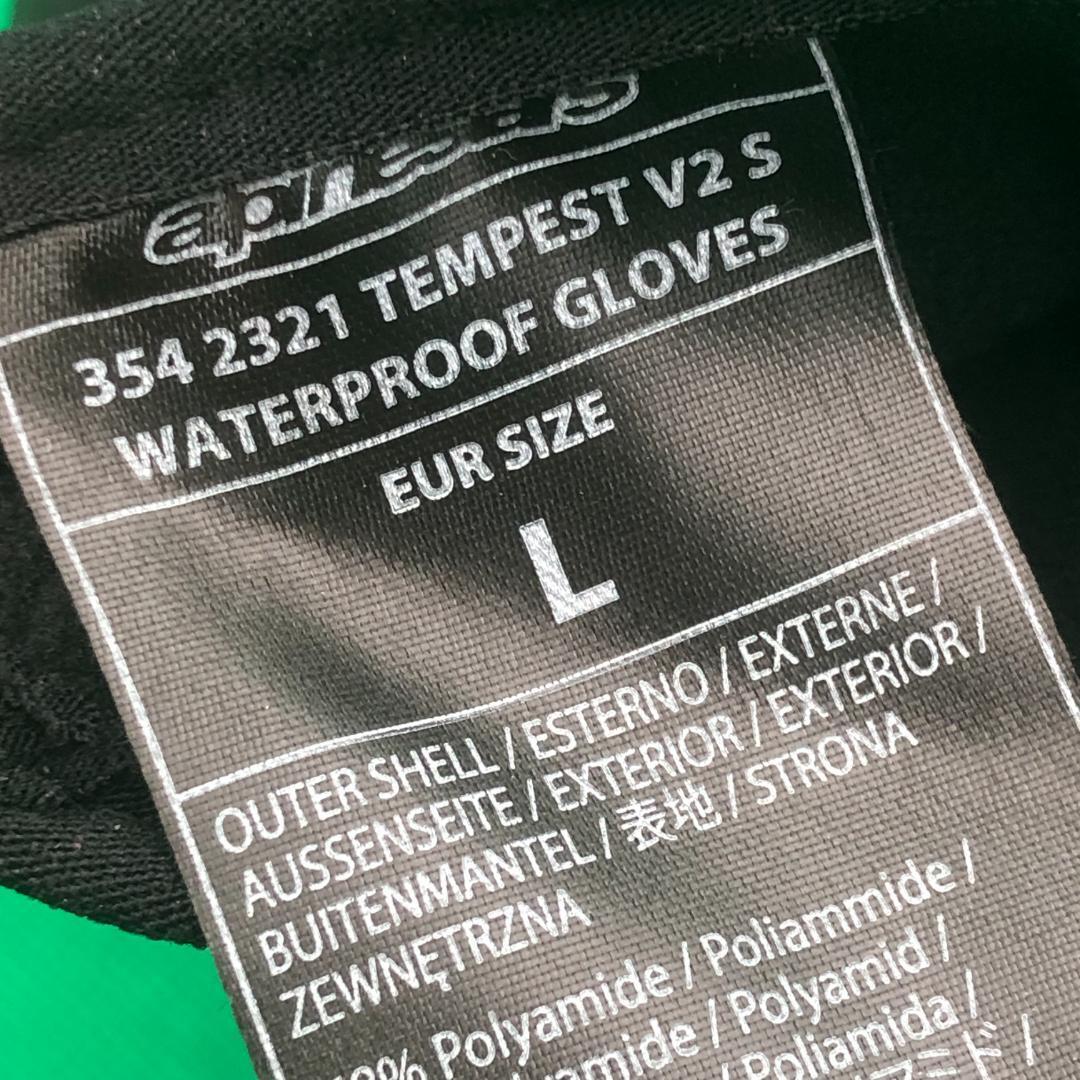 354 2321 TEMPEST V2 S
WATERPROOF GLOVES
EUR SIZE
L
OUTER SHELL / ESTERNO / EXTERNE /
AUSSENSEITE / EXTERIOR / EXTERIOR /
BUITENMANTEL / 表地 / STRONA
ZEWNĘTRZNA
Polyamide / Poliammide /
/ Polyamid /
/ Poliamida /